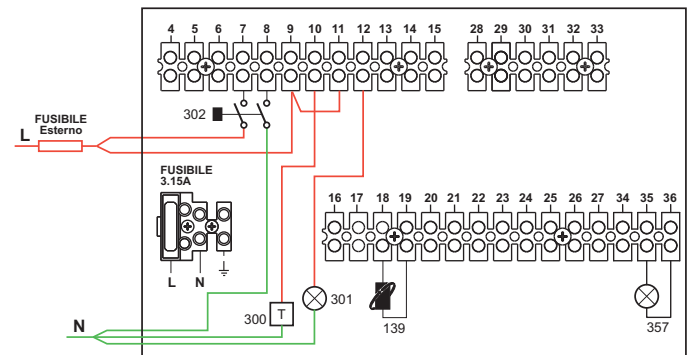 4 5 6 7 8 9 10 11 12 13 14 15
28 29 30 31 32 33
302
FUSIBILE
Esterno
L
FUSIBILE
3.15A
L N
16 17 18 19 20 21 22 23 24 25 26 27 34 35 36
N
300
T
301
139
357